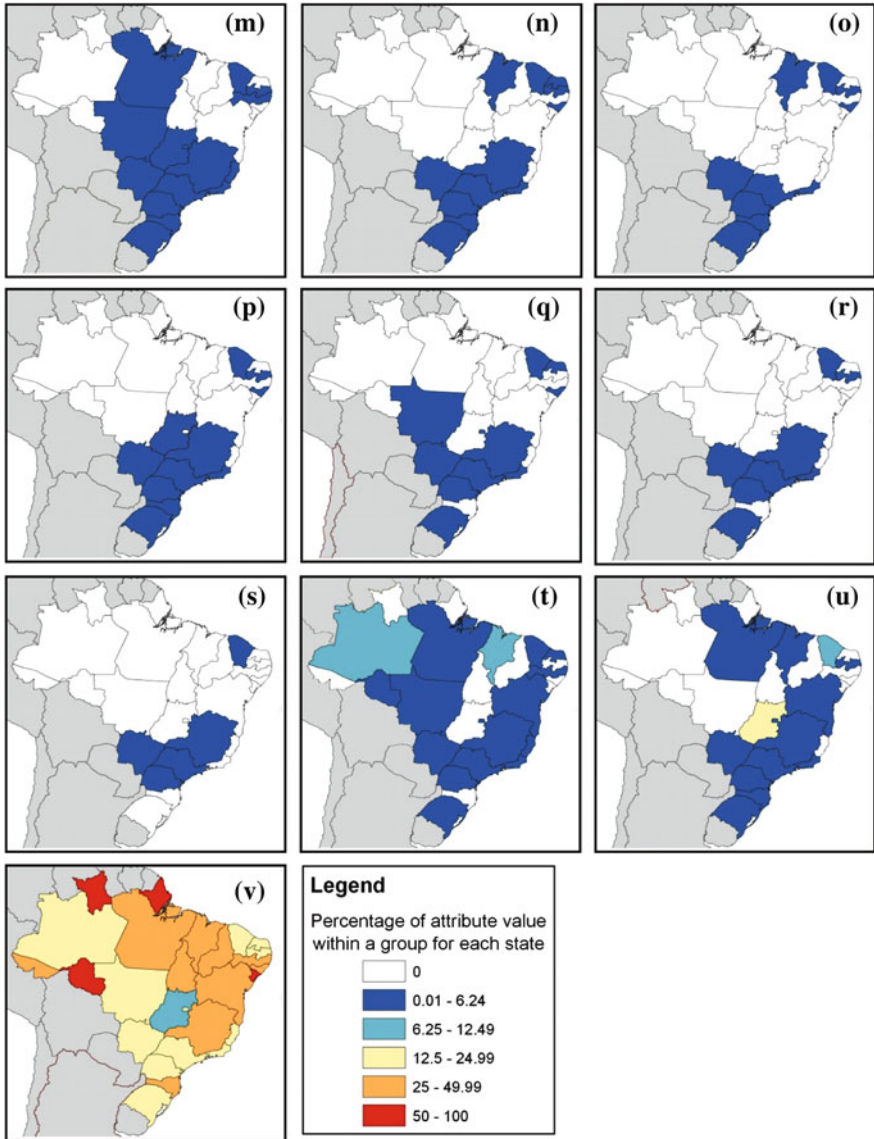 (m)
(n)
(o)
(p)
(q)
(r)
(s)
(t)
(u)
(v)
Legend
Percentage of attribute value
within a group for each state
0
0.01 - 6.24
6.25 - 12.49
12.5 - 24.99
25 - 49.99
50 - 100